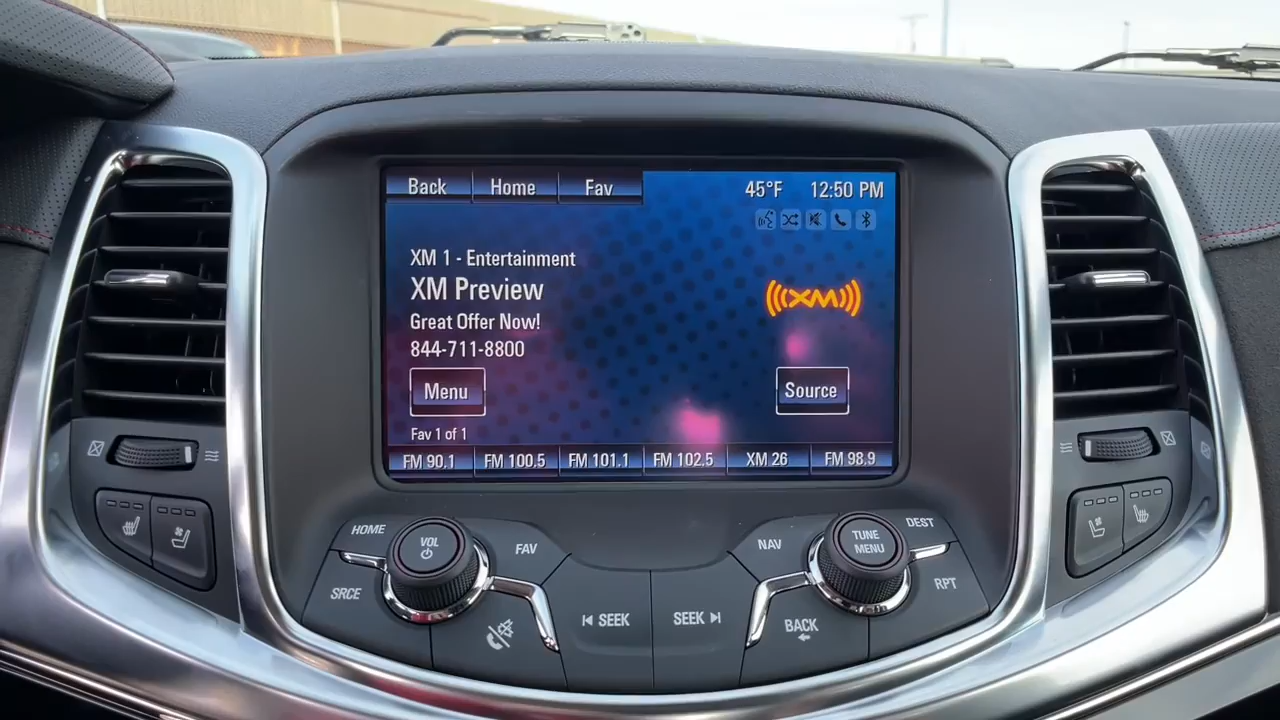 Back Home Fav 45°F 12:50 PM
XM 1 - Entertainment
XM Preview
XM
Great Offer Now!
844-711-8800
Menu Source
Fav 1 of 1
FM 90.1 FM 100.5 FM 101.1 FM 102.5 XM 26 FM 98.9
HOME VOL FAV NAV TUNE MENU DEST
SRCE SEEK SEEK BACK RPT